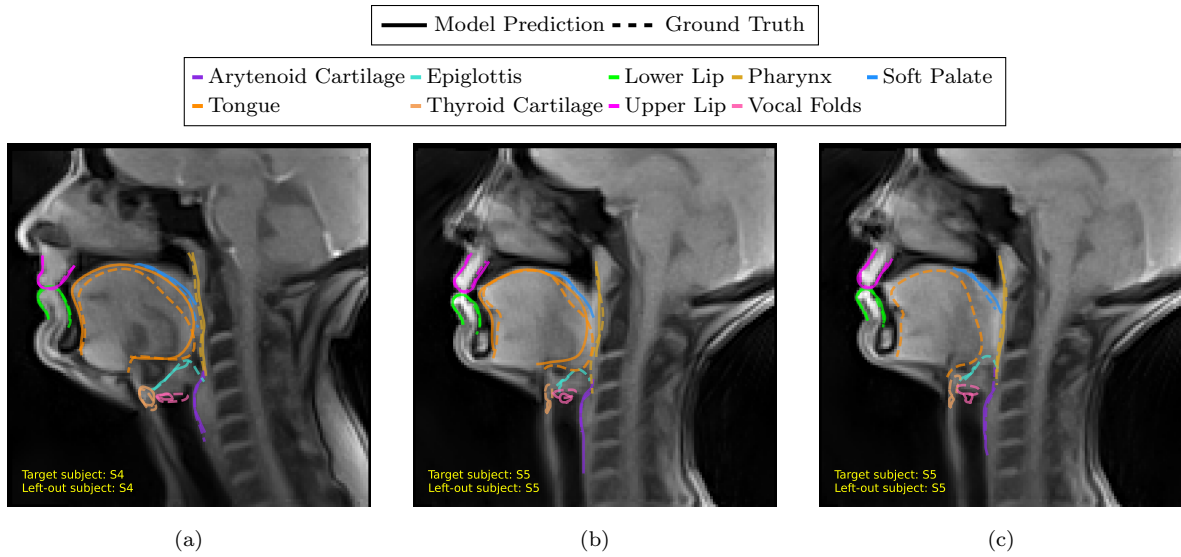 Model Prediction Ground Truth
Arytenoid Cartilage Epiglottis Lower Lip Pharynx Soft Palate
Tongue Thyroid Cartilage Upper Lip Vocal Folds
Target subject: S4
Left-out subject: S4
Target subject: S5
Left-out subject: S5
Target subject: S5
Left-out subject: S5
(a) (b) (c)